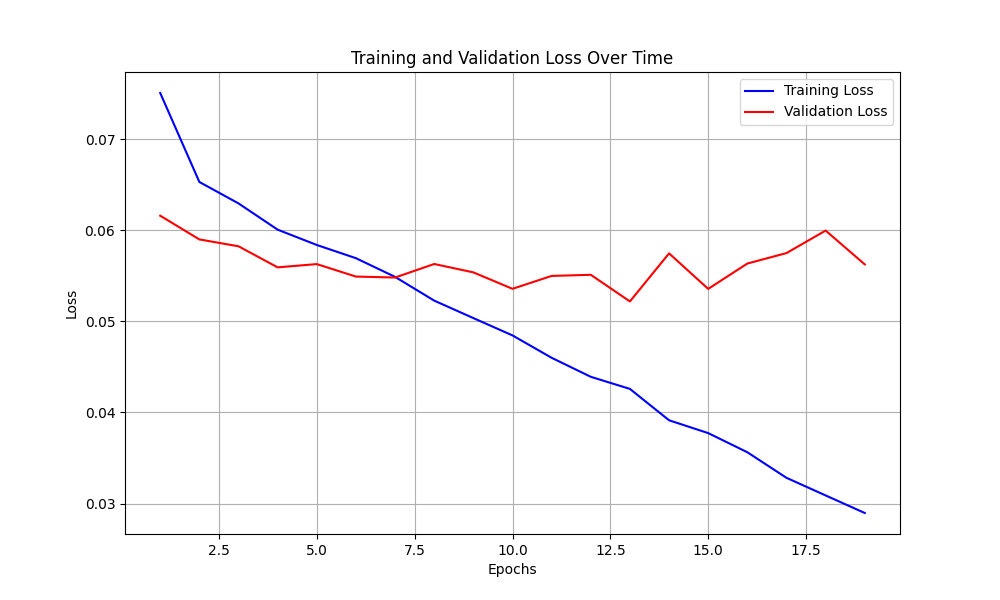 Training and Validation Loss Over Time
Training Loss
Validation Loss
0.07
0.06
0.05
0.04
0.03
Loss
2.5
5.0
7.5
10.0
12.5
15.0
17.5
Epochs